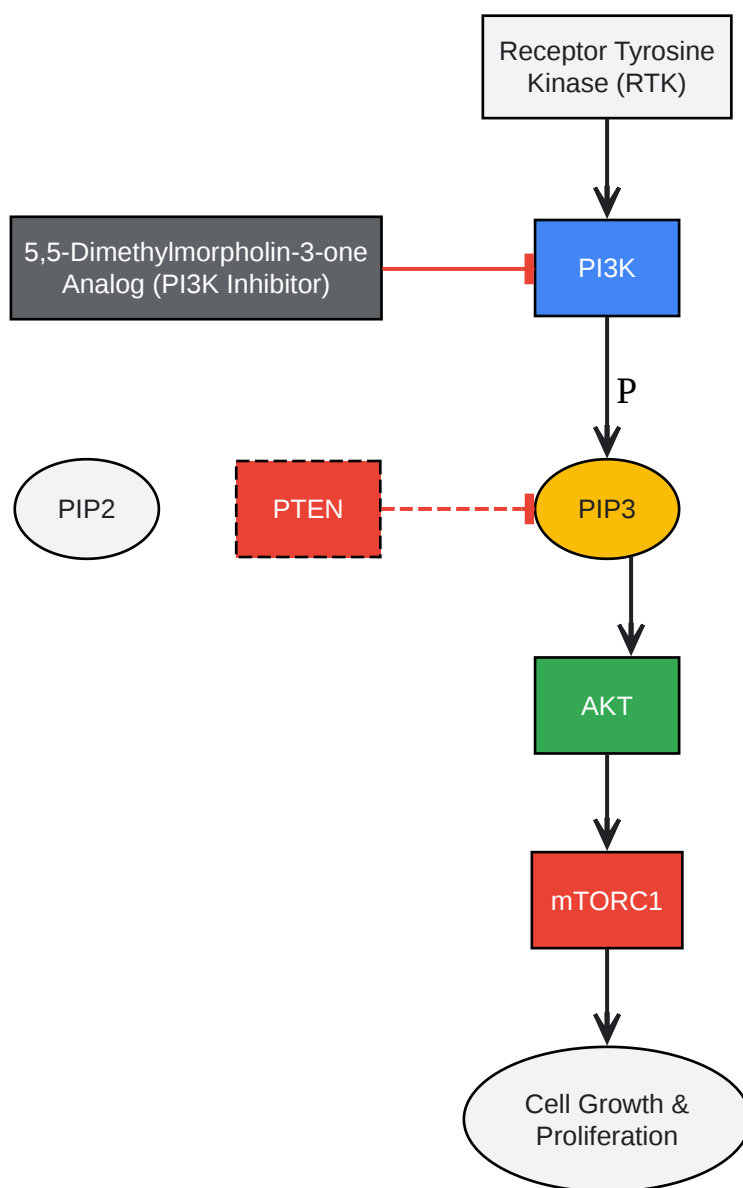 Receptor Tyrosine
Kinase (RTK)
5,5-Dimethylmorpholin-3-one
Analog (PI3K Inhibitor)
PI3K
P
PIP2
PTEN
PIP3
AKT
mTORC1
Cell Growth &
Proliferation